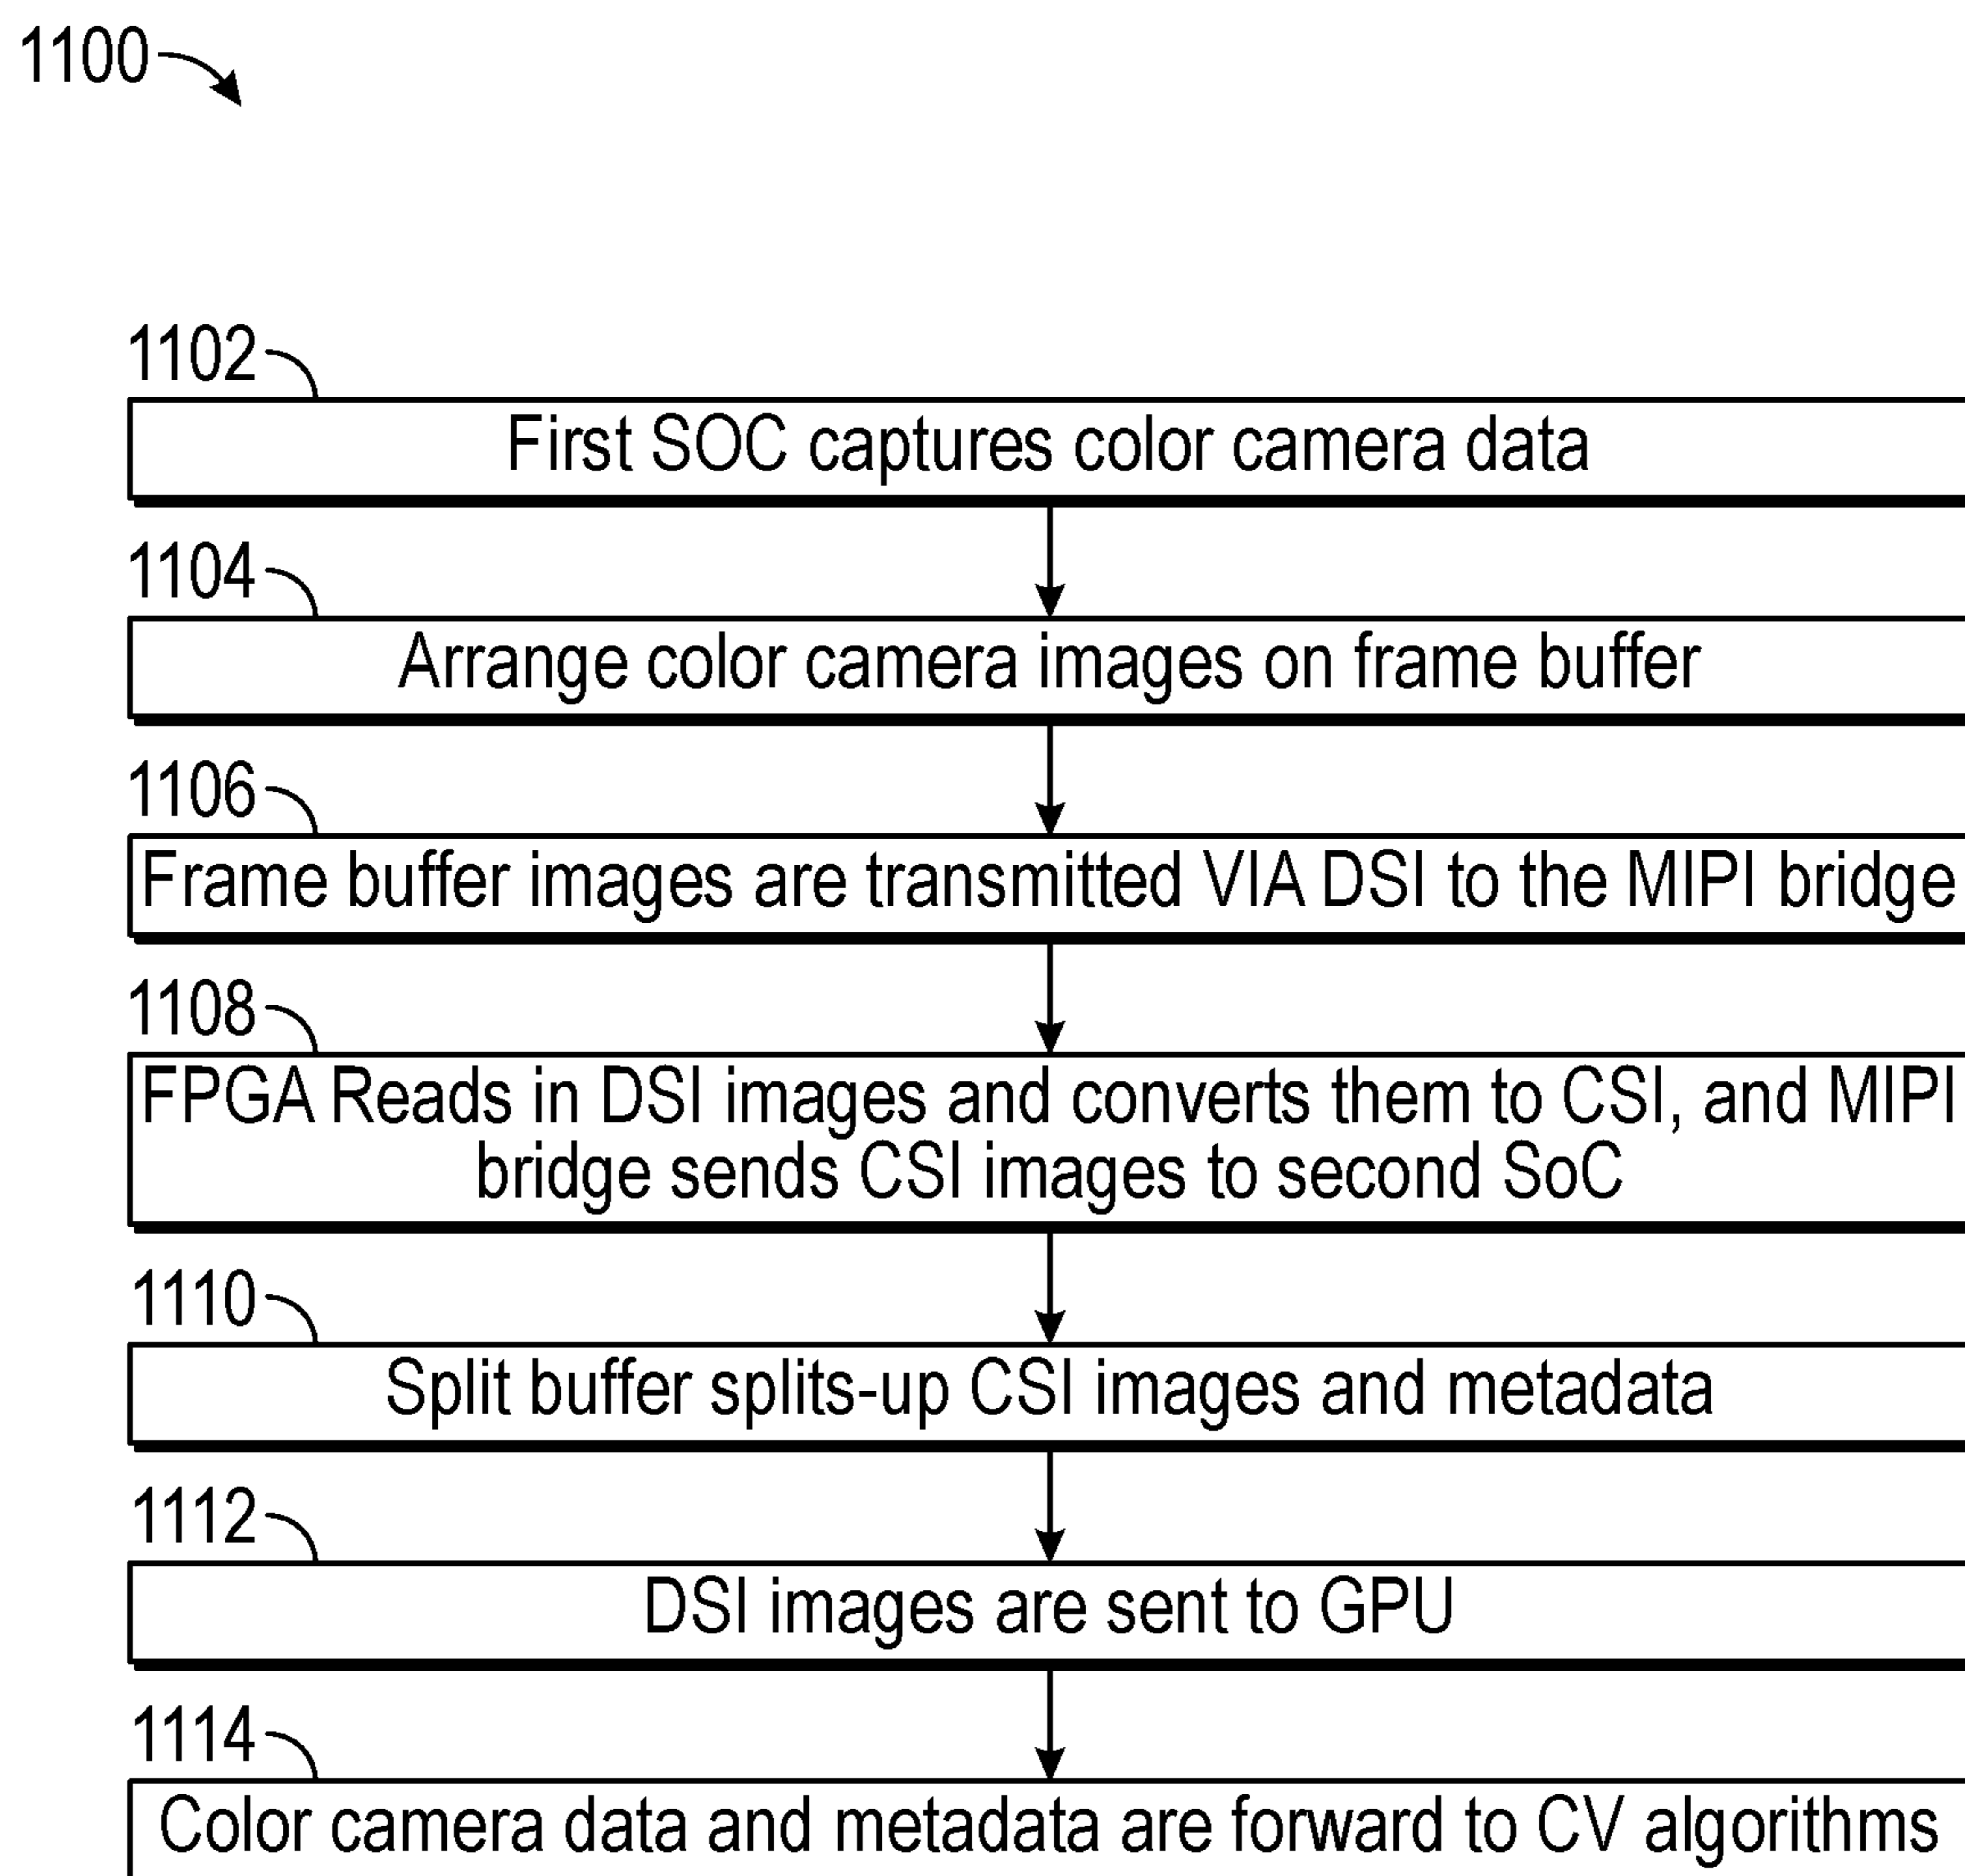 1100
1102
First SOC captures color camera data
1104
Arrange color camera images on frame buffer
1106
Frame buffer images are transmitted VIA DSI to the MIPI bridge
1108
FPGA Reads in DSI images and converts them to CSI, and MIPI
bridge sends CSI images to second SoC
1110
Split buffer splits-up CSI images and metadata
1112
DSI images are sent to GPU
1114
Color camera data and metadata are forward to CV algorithms